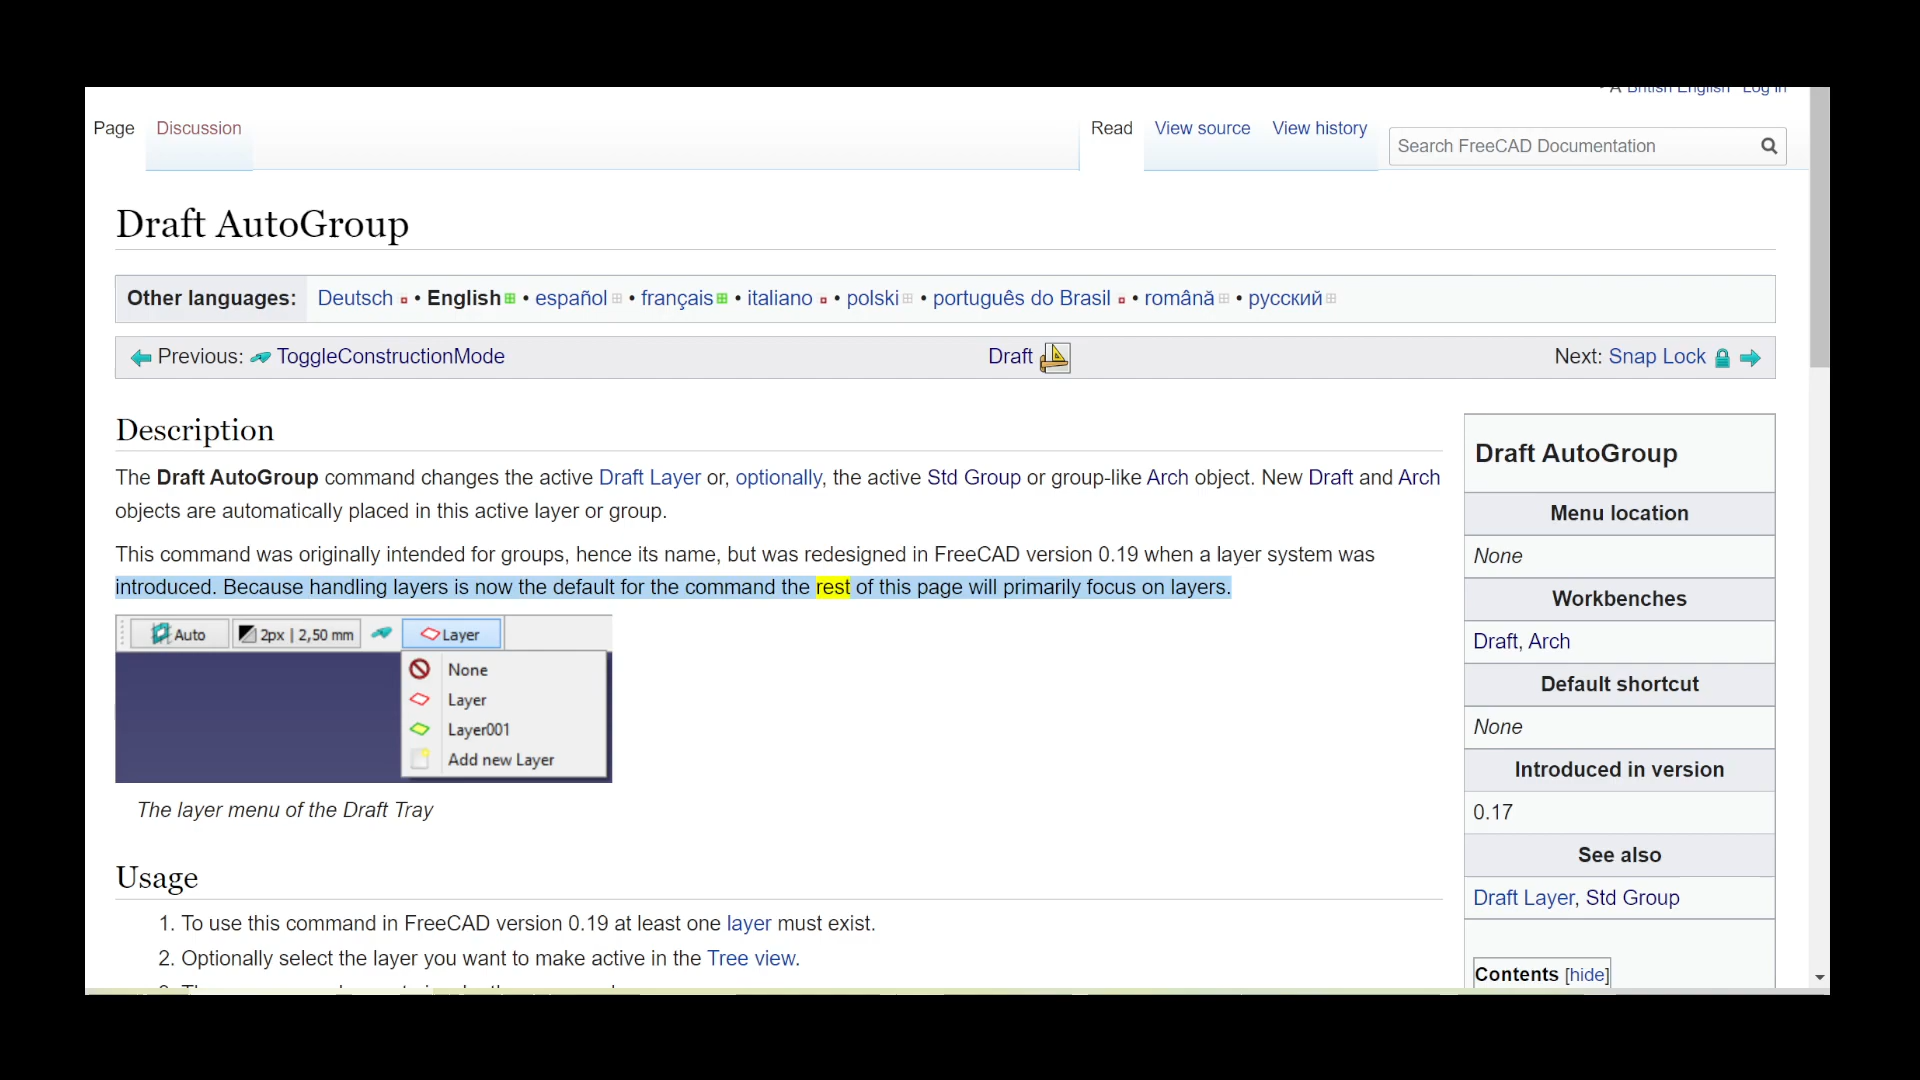 A British English Log in
Page Discussion Read View source View history Search FreeCAD Documentation
Draft AutoGroup
Other languages: Deutsch • English • español • français • italiano • polski • português do Brasil • română • русский
Previous: ToggleConstructionMode Draft Next: Snap Lock
Description
The Draft AutoGroup command changes the active Draft Layer or, optionally, the active Std Group or group-like Arch object. New Draft and Arch
objects are automatically placed in this active layer or group.
This command was originally intended for groups, hence its name, but was redesigned in FreeCAD version 0.19 when a layer system was
introduced. Because handling layers is now the default for the command the rest of this page will primarily focus on layers.
Auto 2px | 2,50 mm Layer
None
Layer
Layer001
Add new Layer
The layer menu of the Draft Tray
Usage
1. To use this command in FreeCAD version 0.19 at least one layer must exist.
2. Optionally select the layer you want to make active in the Tree view.
Draft AutoGroup
Menu location
None
Workbenches
Draft, Arch
Default shortcut
None
Introduced in version
0.17
See also
Draft Layer, Std Group
Contents [hide]